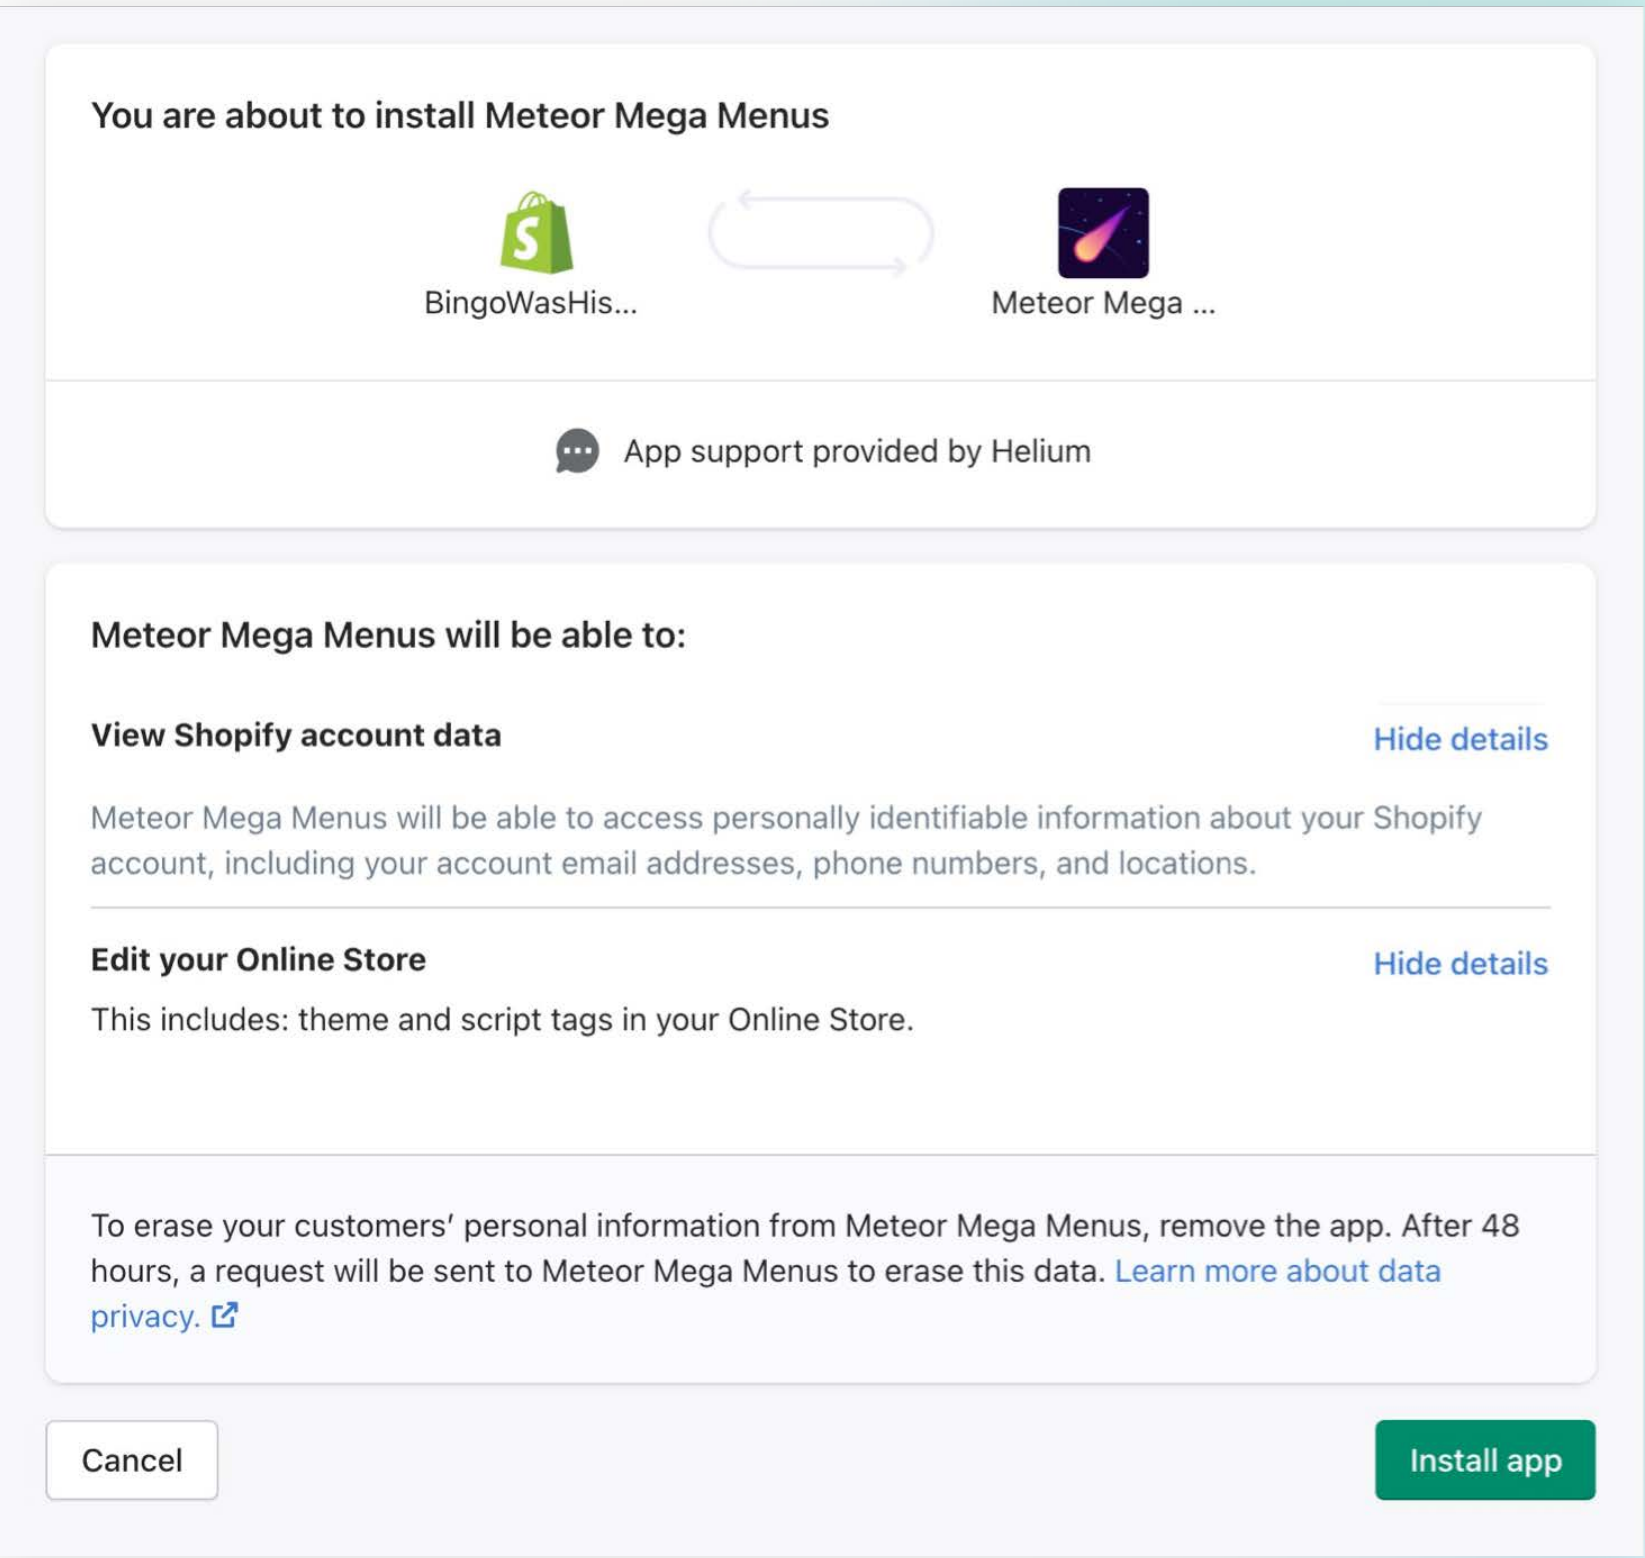 You are about to install Meteor Mega Menus
S
BingoWasHis...
Meteor Mega ...
App support provided by Helium
Meteor Mega Menus will be able to:
View Shopify account data
Hide details
Meteor Mega Menus will be able to access personally identifiable information about your Shopify
account, including your account email addresses, phone numbers, and locations.
Edit your Online Store
Hide details
This includes: theme and script tags in your Online Store.
To erase your customers’ personal information from Meteor Mega Menus, remove the app. After 48
hours, a request will be sent to Meteor Mega Menus to erase this data. Learn more about data
privacy.
Cancel
Install app